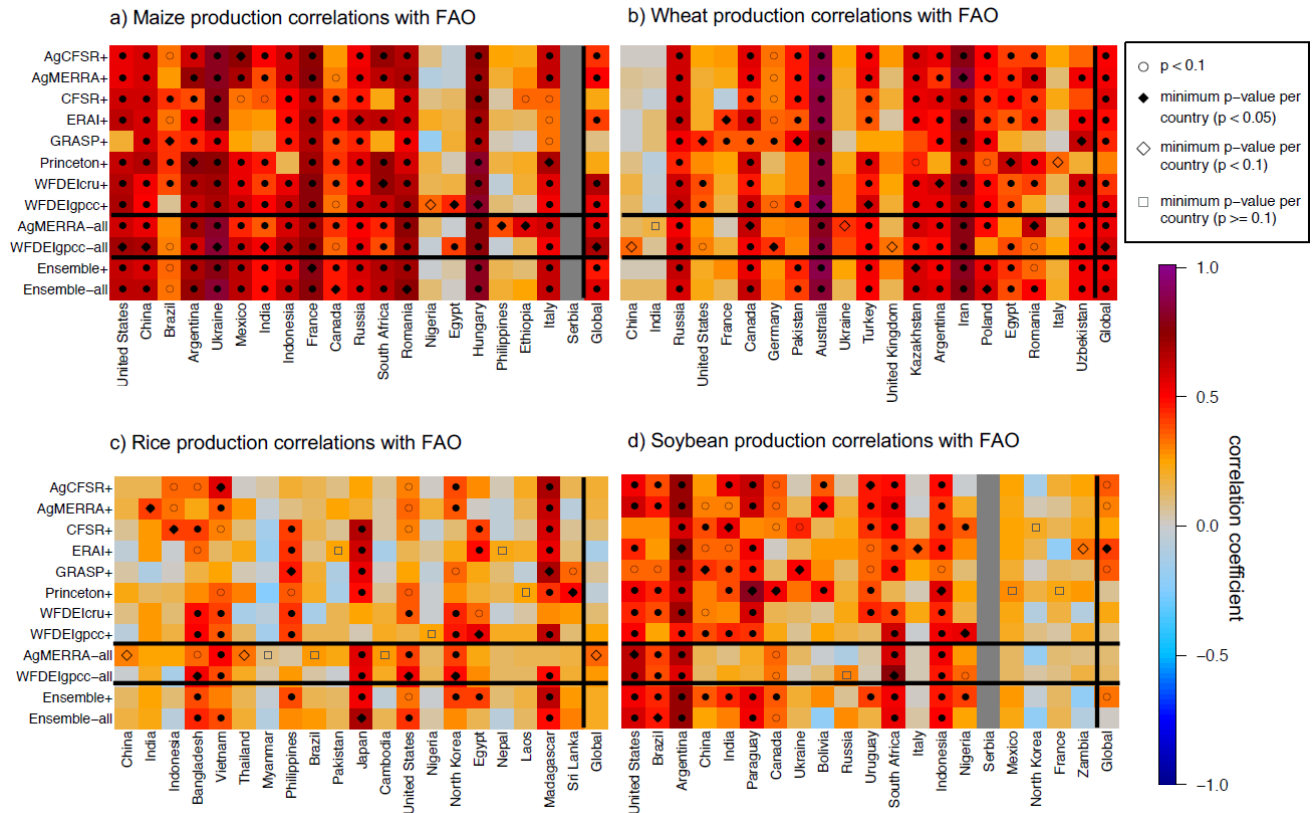 a) Maize production correlations with FAO
b) Wheat production correlations with FAO
AgCFSR+
AgMERRA+
CFSR+
ERAI+
GRASP+
Princeton+
WFDEIcru+
WFDEIgpcc+
AgMERRA-all
WFDEIgpcc-all
Ensemble+
Ensemble-all
United States
China
Brazil
Argentina
Ukraine
Mexico
India
Indonesia
France
Canada
Russia
South Africa
Romania
Nigeria
Egypt
Hungary
Philippines
Ethiopia
Italy
Serbia
Global
China
India
Russia
United States
France
Canada
Germany
Pakistan
Australia
Ukraine
Turkey
United Kingdom
Kazakhstan
Argentina
Iran
Poland
Egypt
Romania
Italy
Uzbekistan
Global
p < 0.1
minimum p-value per
country (p < 0.05)
minimum p-value per
country (p < 0.1)
minimum p-value per
country (p >= 0.1)
c) Rice production correlations with FAO
d) Soybean production correlations with FAO
AgCFSR+
AgMERRA+
CFSR+
ERAI+
GRASP+
Princeton+
WFDEIcru+
WFDEIgpcc+
AgMERRA-all
WFDEIgpcc-all
Ensemble+
Ensemble-all
China
India
Indonesia
Bangladesh
Vietnam
Thailand
Myanmar
Philippines
Brazil
Pakistan
Japan
Cambodia
United States
Nigeria
North Korea
Egypt
Nepal
Laos
Madagascar
Sri Lanka
Global
United States
Brazil
Argentina
China
India
Paraguay
Canada
Ukraine
Bolivia
Russia
Uruguay
South Africa
Italy
Indonesia
Nigeria
Serbia
Mexico
North Korea
France
Zambia
Global
1.0
0.5
0.0
−0.5
−1.0
correlation coefficient